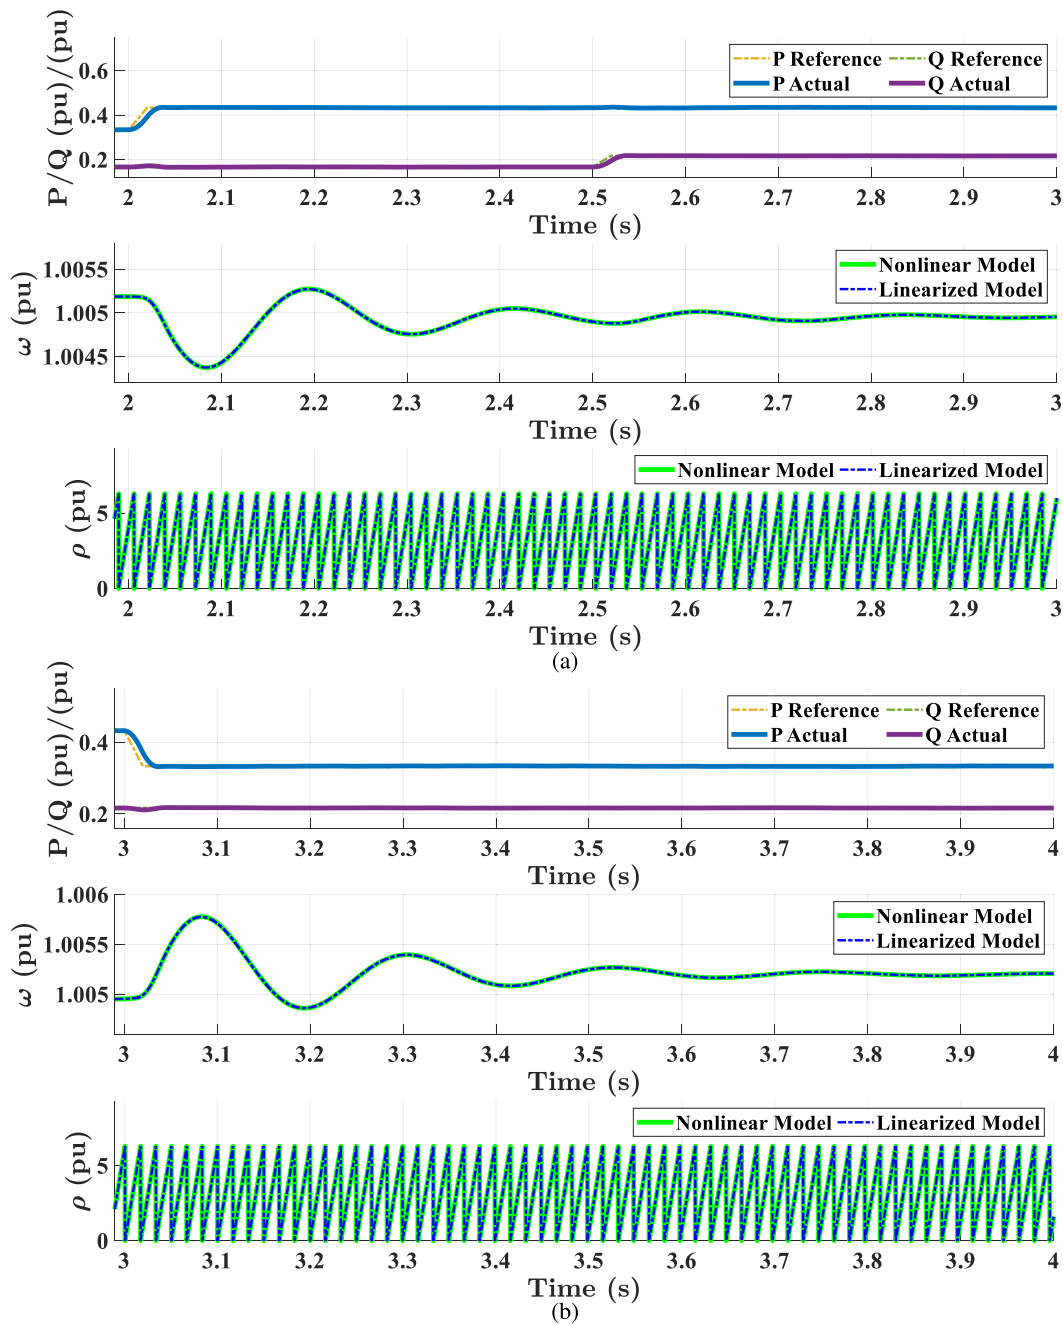 P/Q (pu)/(pu)
0.6
0.4
0.2
P Reference Q Reference
P Actual Q Actual
2 2.1 2.2 2.3 2.4 2.5 2.6 2.7 2.8 2.9 3
Time (s)
ω (pu)
1.0055
1.005
1.0045
Nonlinear Model
Linearized Model
2 2.1 2.2 2.3 2.4 2.5 2.6 2.7 2.8 2.9 3
Time (s)
ρ (pu)
5
0
Nonlinear Model Linearized Model
2 2.1 2.2 2.3 2.4 2.5 2.6 2.7 2.8 2.9 3
Time (s)
(a)
P/Q (pu)/(pu)
0.4
0.2
P Reference Q Reference
P Actual Q Actual
3 3.1 3.2 3.3 3.4 3.5 3.6 3.7 3.8 3.9 4
Time (s)
ω (pu)
1.006
1.0055
1.005
Nonlinear Model
Linearized Model
3 3.1 3.2 3.3 3.4 3.5 3.6 3.7 3.8 3.9 4
Time (s)
ρ (pu)
5
0
Nonlinear Model Linearized Model
3 3.1 3.2 3.3 3.4 3.5 3.6 3.7 3.8 3.9 4
Time (s)
(b)